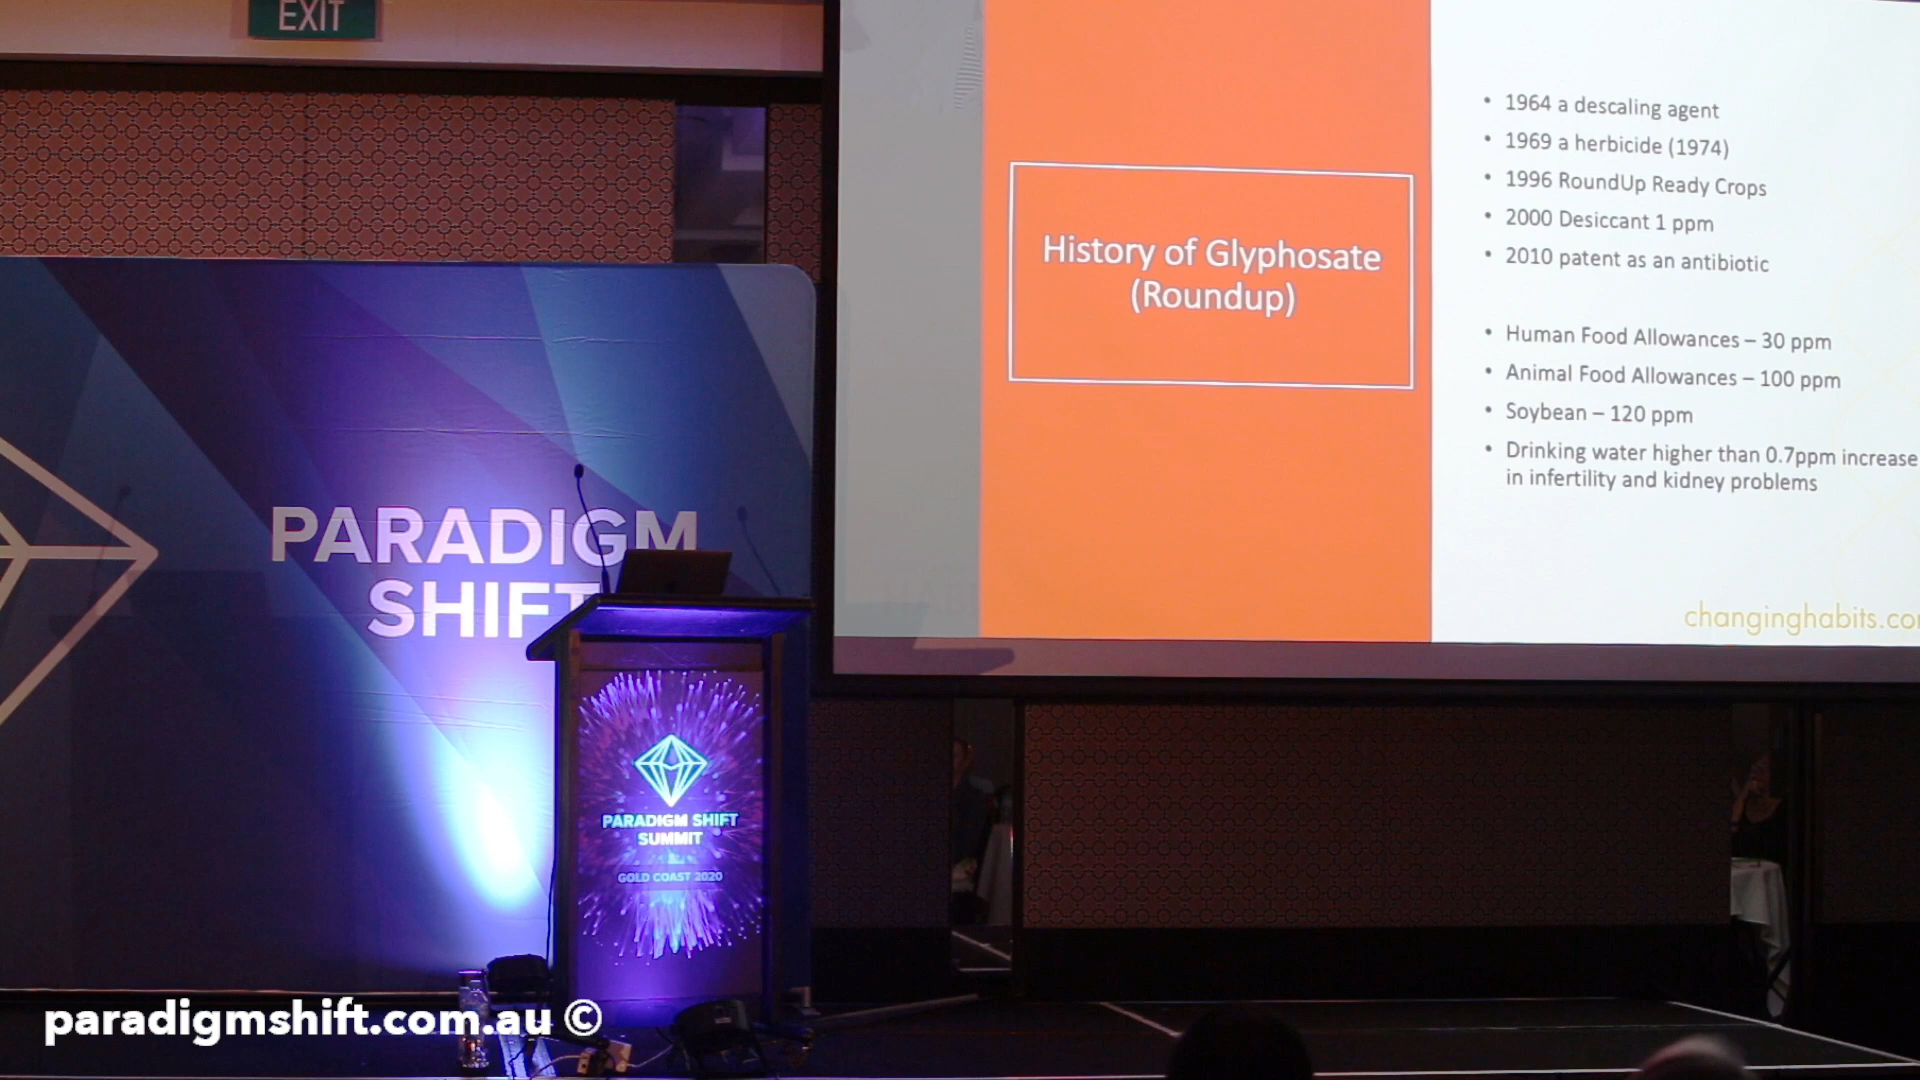 EXIT
History of Glyphosate
(Roundup)
• 1964 a descaling agent
• 1969 a herbicide (1974)
• 1996 RoundUp Ready Crops
• 2000 Desiccant 1 ppm
• 2010 patent as an antibiotic
• Human Food Allowances – 30 ppm
• Animal Food Allowances – 100 ppm
• Soybean – 120 ppm
• Drinking water higher than 0.7ppm increase
in infertility and kidney problems
changinghabits.co
PARADIGM
SHIFT
PARADIGM SHIFT
SUMMIT
GOLD COAST 2020
paradigmshift.com.au ©